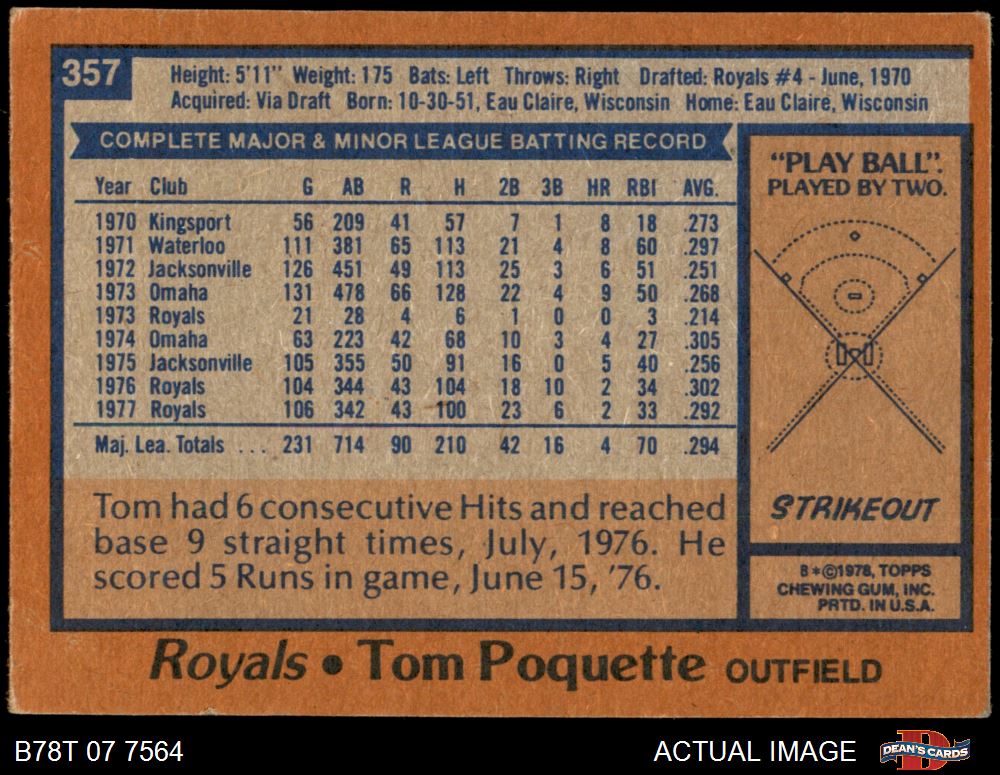 357
Height: 5'11" Weight: 175 Bats: Left Throws: Right Drafted: Royals #4 - June, 1970
Acquired: Via Draft Born: 10-30-51, Eau Claire, Wisconsin Home: Eau Claire, Wisconsin
COMPLETE MAJOR & MINOR LEAGUE BATTING RECORD
Year Club G AB R H 2B 3B HR RBI AVG.
1970 Kingsport 56 209 41 57 7 1 8 18 .273
1971 Waterloo 111 381 65 113 21 4 8 60 .297
1972 Jacksonville 126 451 49 113 25 3 6 51 .251
1973 Omaha 131 478 66 128 22 4 9 50 .268
1973 Royals 21 28 4 6 1 0 0 3 .214
1974 Omaha 63 223 42 68 10 3 4 27 .305
1975 Jacksonville 105 355 50 91 16 0 5 40 .256
1976 Royals 104 344 43 104 18 10 2 34 .302
1977 Royals 106 342 43 100 23 6 2 33 .292
Maj. Lea. Totals ... 231 714 90 210 42 16 4 70 .294
Tom had 6 consecutive Hits and reached
base 9 straight times, July, 1976. He
scored 5 Runs in game, June 15, '76.
"PLAY BALL":
PLAYED BY TWO.
STRIKEOUT
B*©1978, TOPPS
CHEWING GUM, INC.
PRTD. IN U.S.A.
Royals • Tom Poquette OUTFIELD
B78T 07 7564
ACTUAL IMAGE
D
DEAN'S CARDS